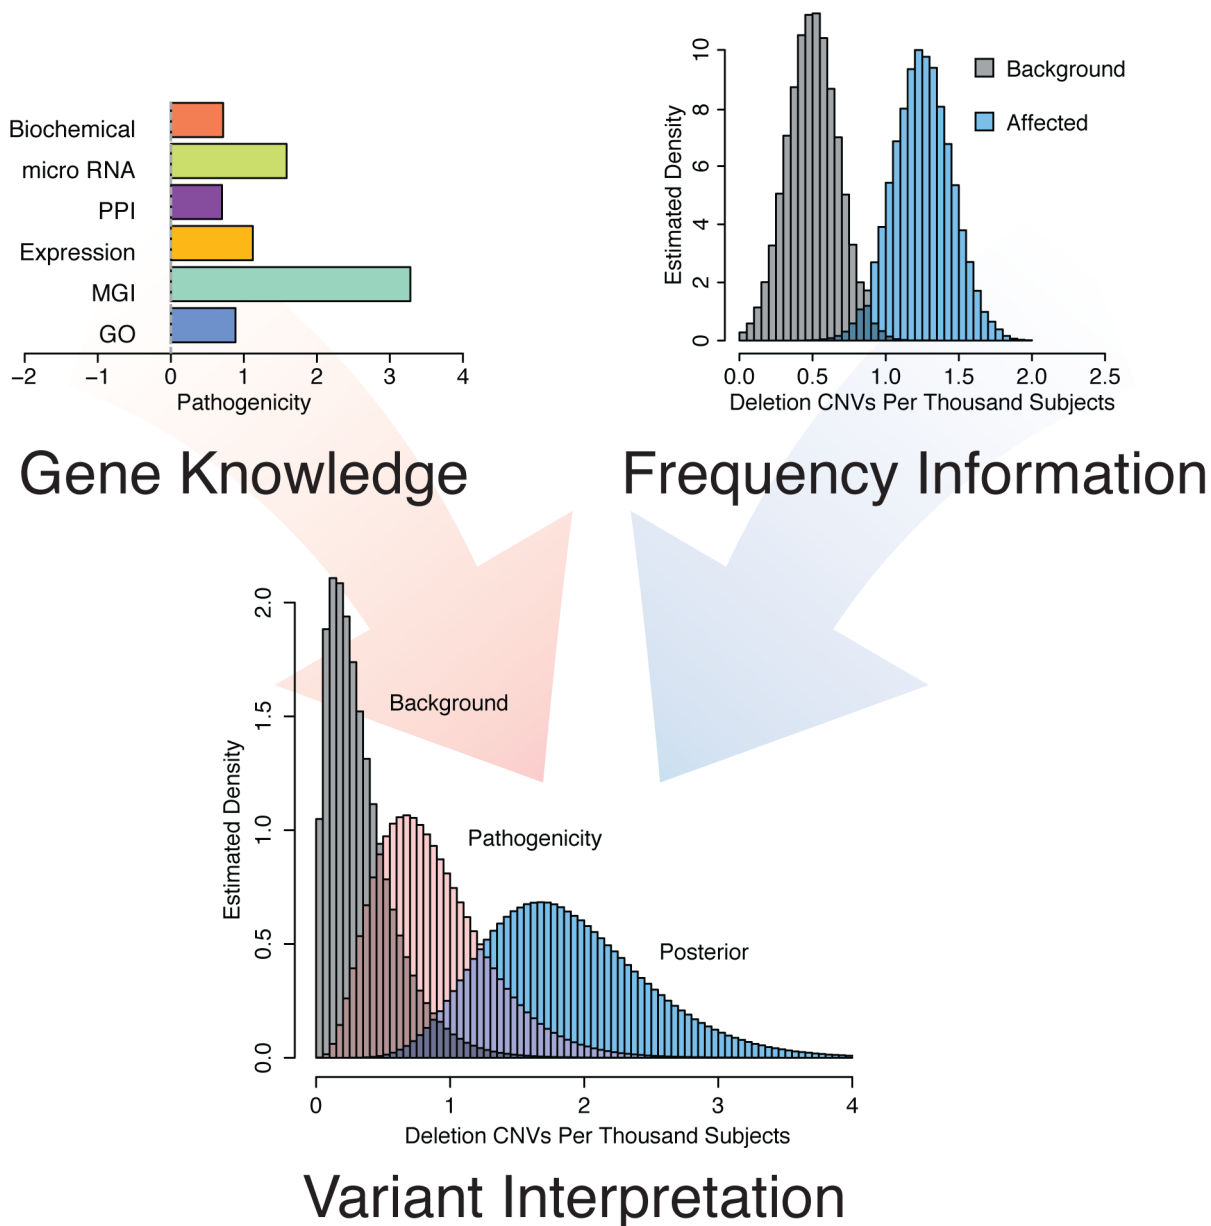 Biochemical
micro RNA
PPI
Expression
MGI
GO
−2 −1 0 1 2 3 4
Pathogenicity
Gene Knowledge
Estimated Density
0 2 4 6 8 10
Background
Affected
0.0 0.5 1.0 1.5 2.0 2.5
Deletion CNVs Per Thousand Subjects
Frequency Information
Estimated Density
0.0 0.5 1.0 1.5 2.0
Background
Pathogenicity
Posterior
0 1 2 3 4
Deletion CNVs Per Thousand Subjects
Variant Interpretation